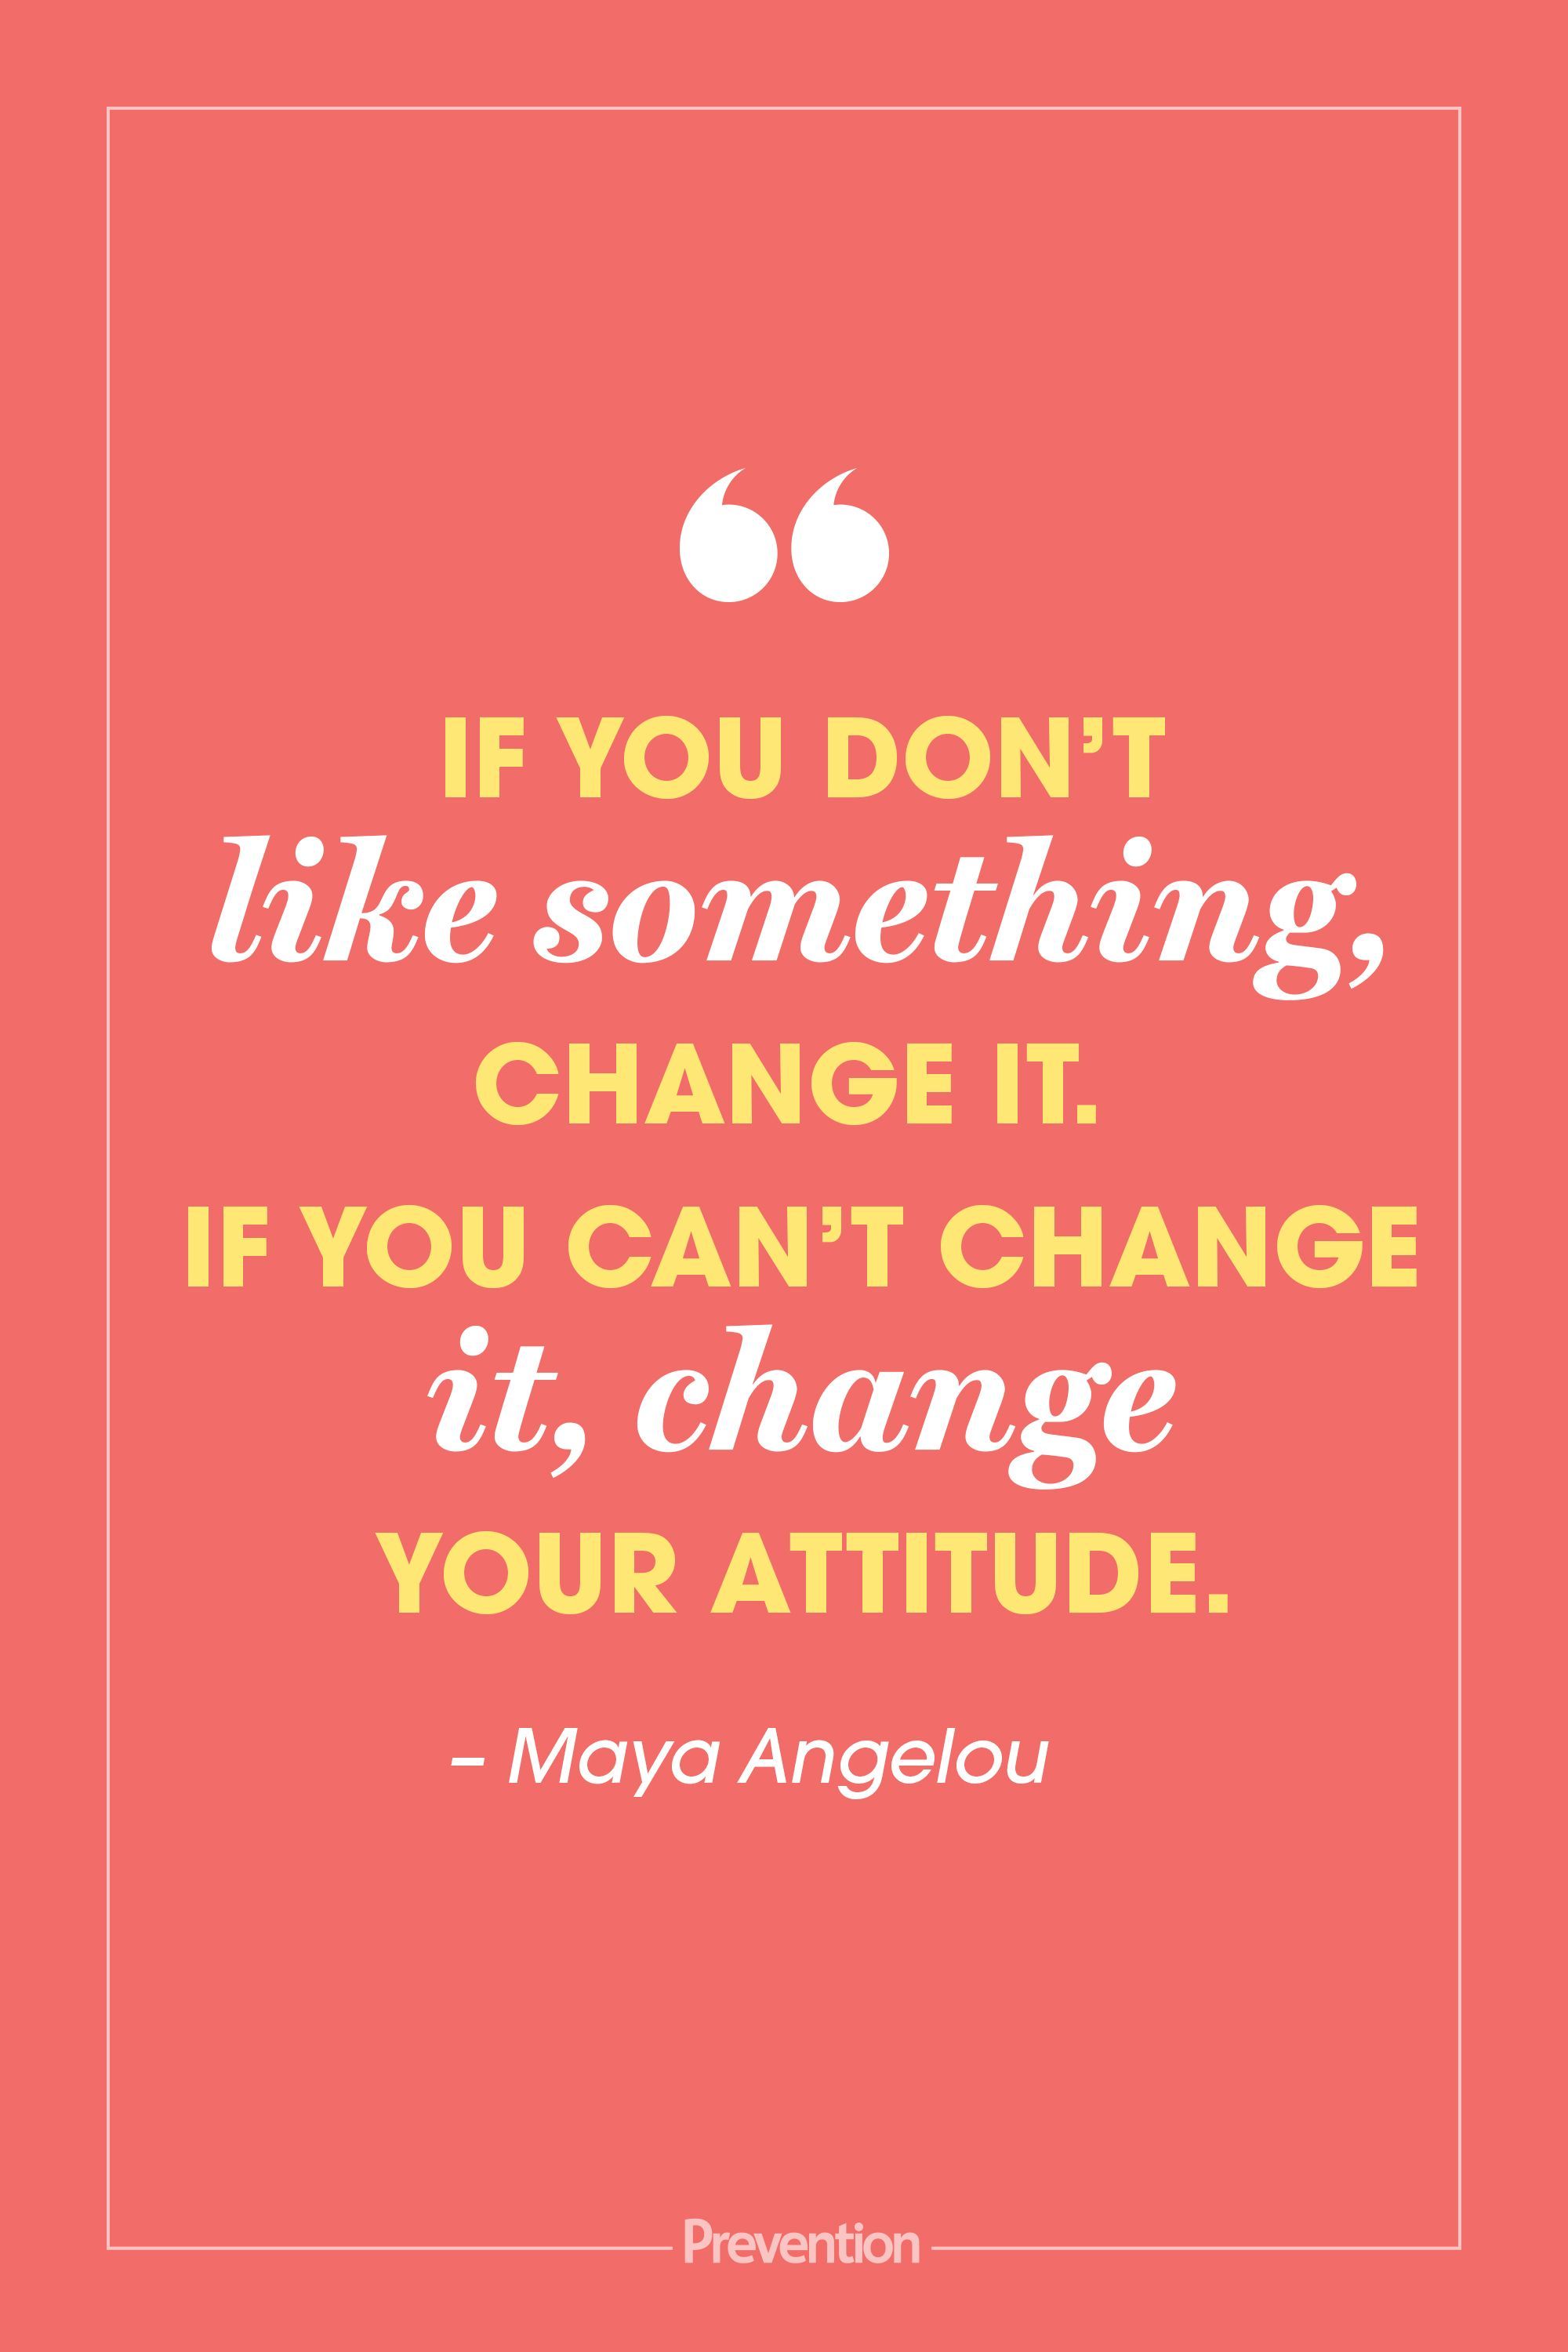 “
IF YOU DON’T
like something,
CHANGE IT.
IF YOU CAN’T CHANGE
it, change
YOUR ATTITUDE.
– Maya Angelou
Prevention